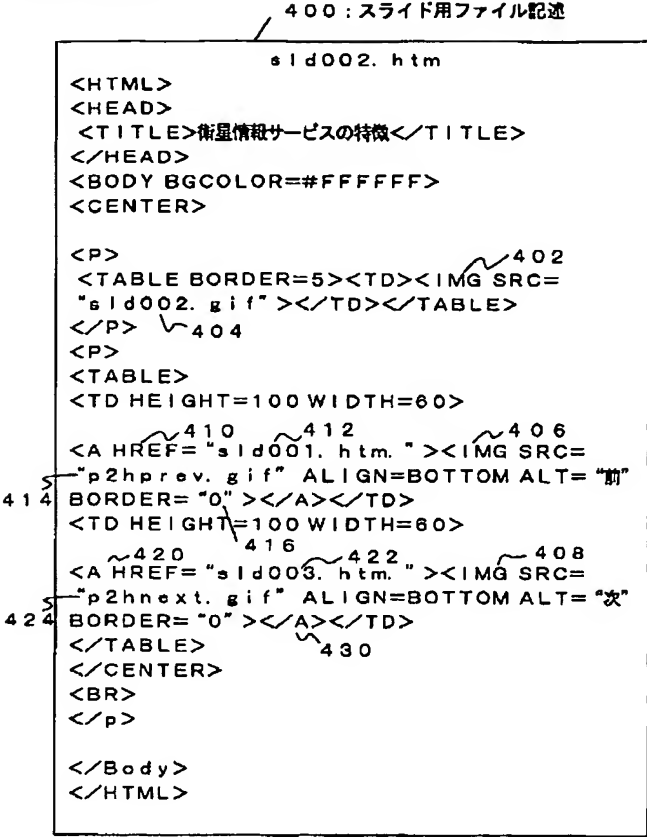 400:スライド用ファイル記述
sld002. htm
<HTML>
<HEAD>
<TITLE>衛星情報サービスの特徴</TITLE>
</HEAD>
<BODY BGCOLOR=#FFFFFF>
<CENTER>
<P>
402
<TABLE BORDER=5><TD><IMG SRC=
"sld002. gif"></TD></TABLE>
</P> 404
<P>
<TABLE>
<TD HEIGHT=100 WIDTH=60>
410 412 406
<A HREF="sld001. htm. "><IMG SRC=
"p2hprev. gif" ALIGN=BOTTOM ALT="前"
414 BORDER="0"></A></TD>
<TD HEIGHT=100 WIDTH=60>
416
420 422 408
<A HREF="sld003. htm. "><IMG SRC=
"p2hnext. gif" ALIGN=BOTTOM ALT="次"
424 BORDER="0"></A></TD>
</TABLE> 430
</CENTER>
<BR>
</p>
</Body>
</HTML>